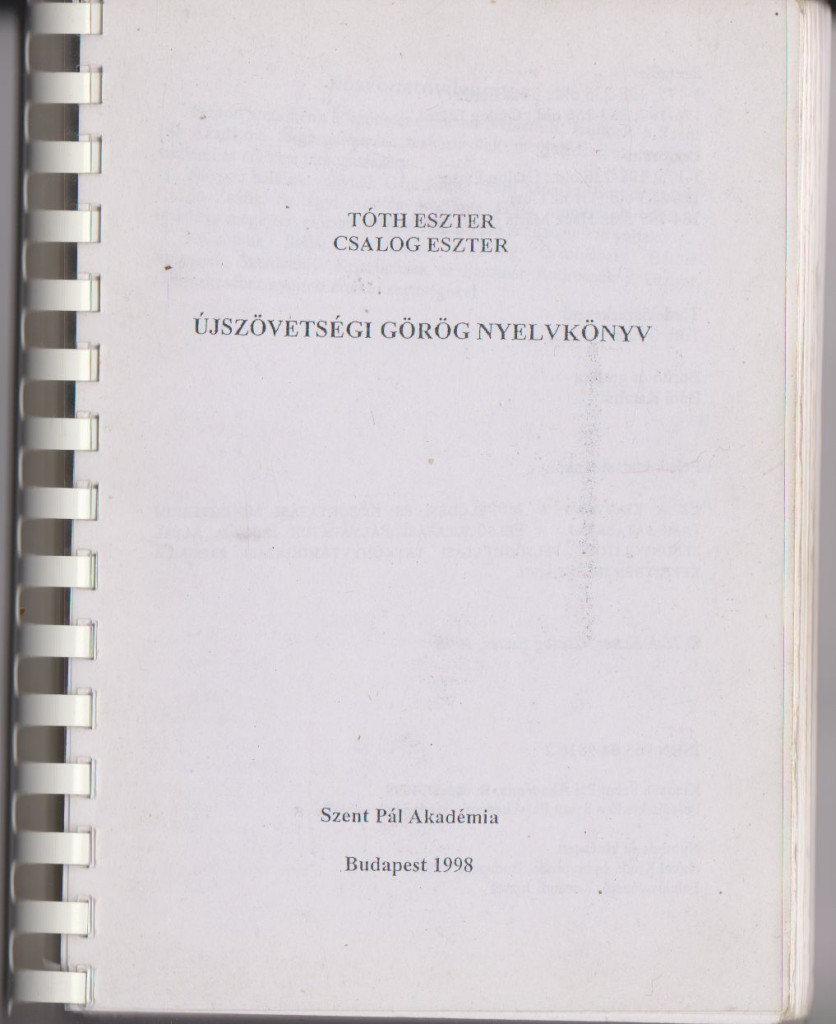 TÓTH ESZTER
CSALOG ESZTER
ÚJSZÖVETSÉGI GÖRÖG NYELVKÖNYV
Szent Pál Akadémia
Budapest 1998